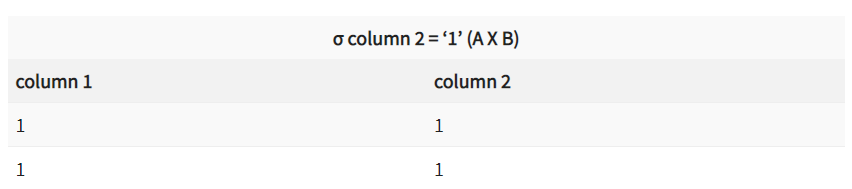 σ column 2 = ‘1’ (A X B)
column 1 column 2
1 1
1 1